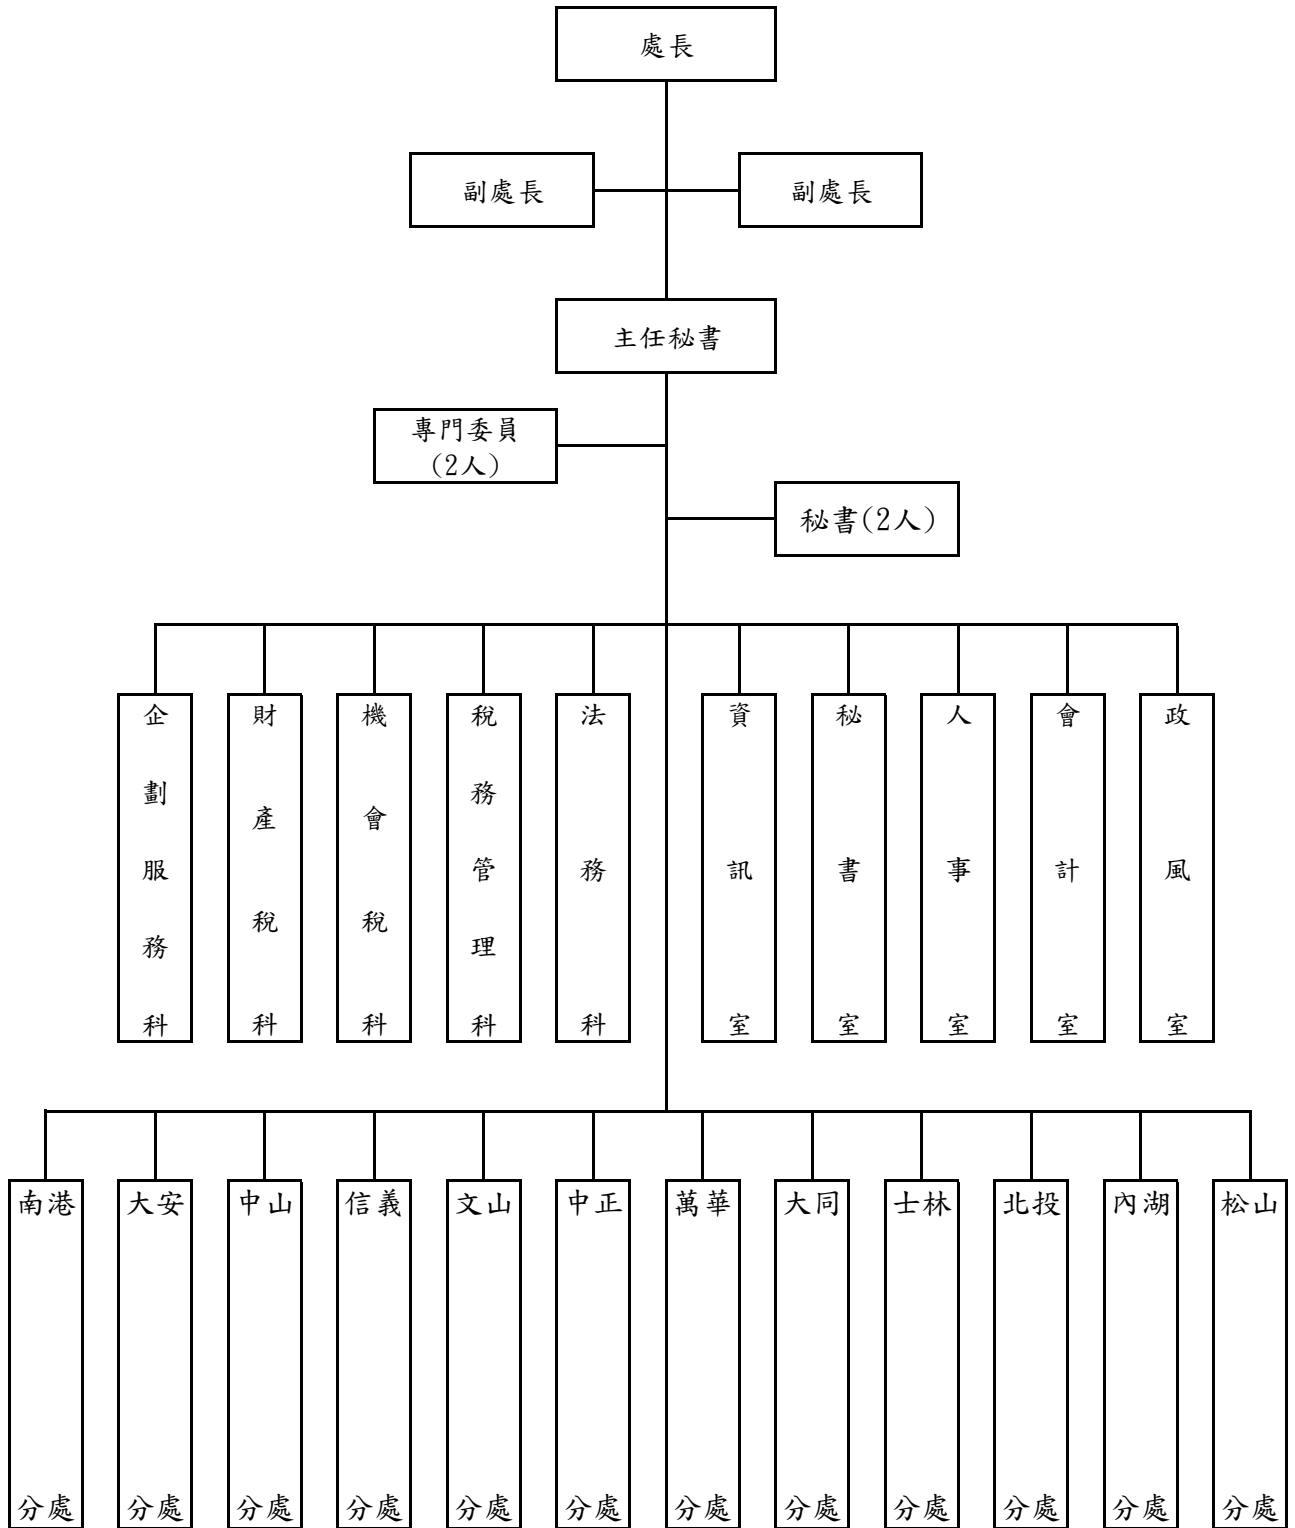 處長
副處長
副處長
主任秘書
專門委員
(2人)
秘書(2人)
企劃服務科
財產稅科
機會稅科
稅務管理科
法務科
資訊室
秘書室
人事室
會計室
政風室
南港分處
大安分處
中山分處
信義分處
文山分處
中正分處
萬華分處
大同分處
士林分處
北投分處
內湖分處
松山分處